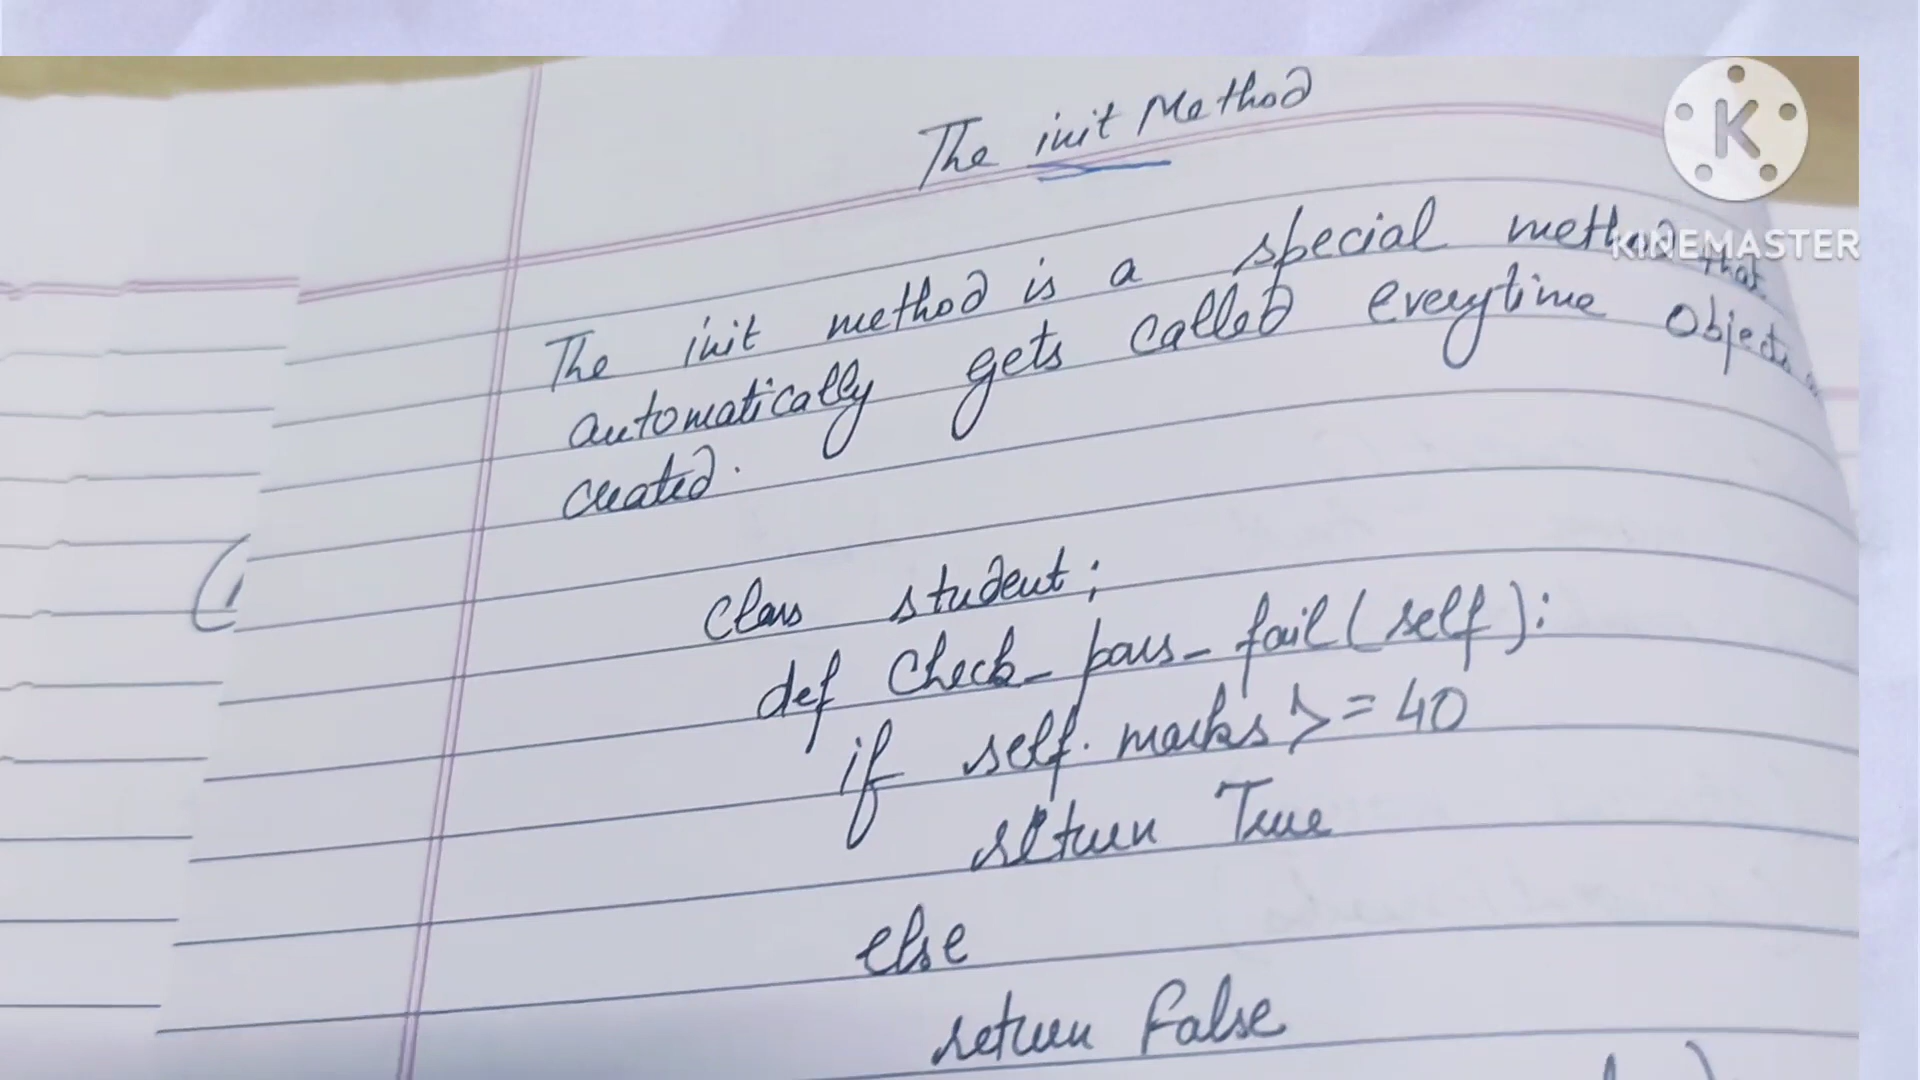 The init Method
KINEMASTER
The init method is a special method that
automatically gets called everytime Objects
created.
Class student;
def Check_pass_fail(self):
if self.marks >= 40
return True
else
return False